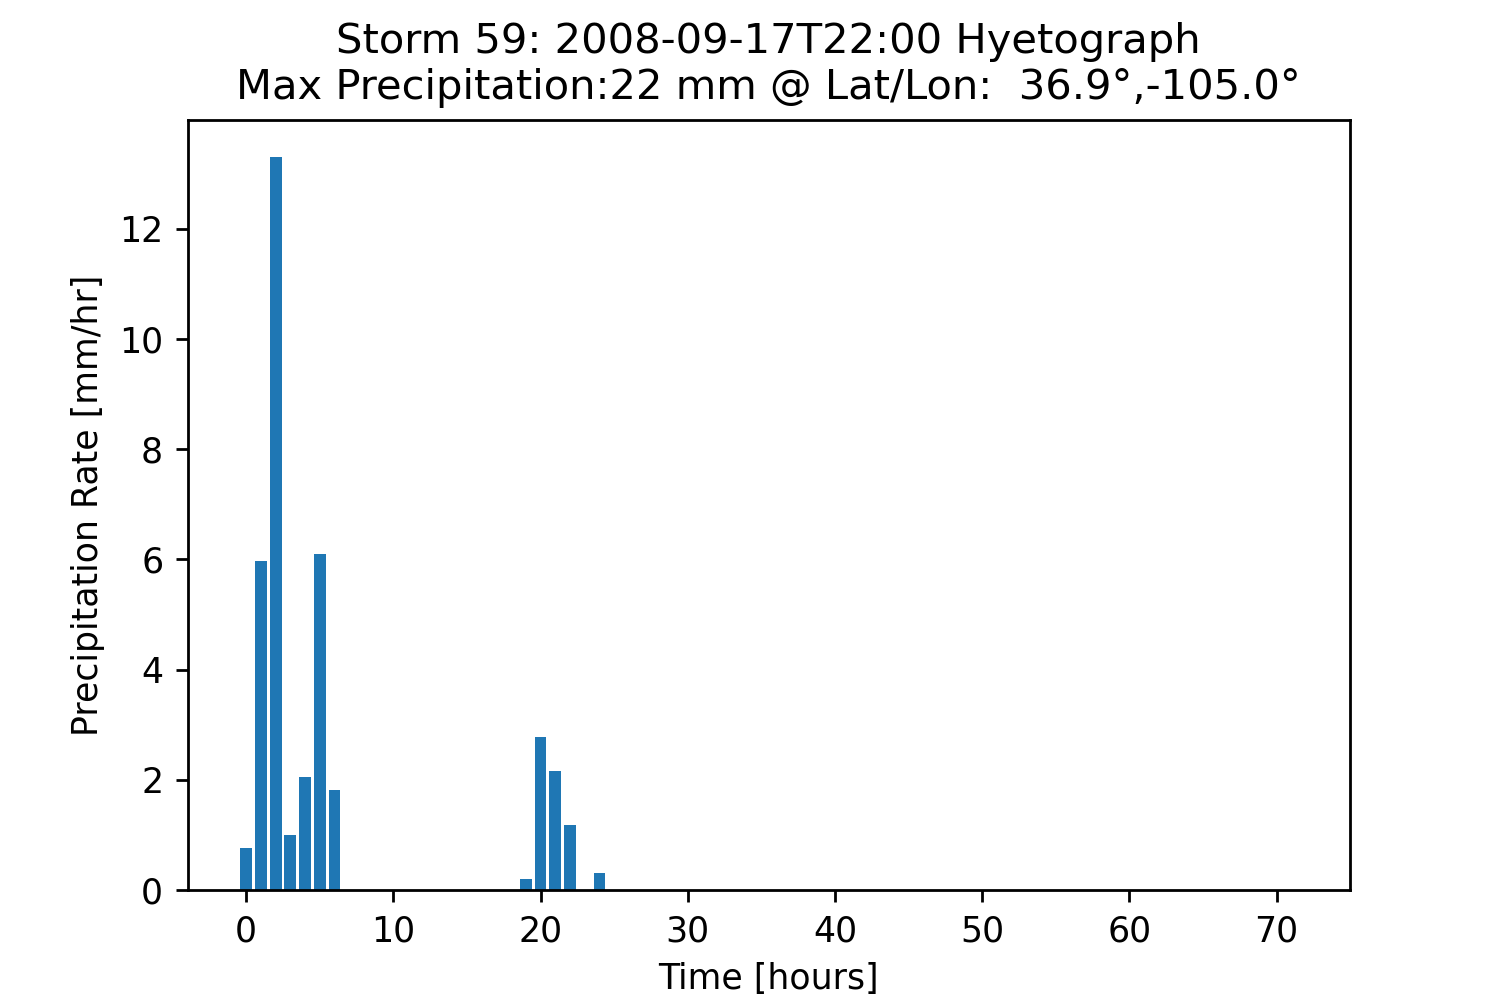 Storm 59: 2008-09-17T22:00 Hyetograph
Max Precipitation:22 mm @ Lat/Lon:  36.9°,-105.0°
Precipitation Rate [mm/hr]
12
10
8
6
4
2
0
0 10 20 30 40 50 60 70
Time [hours]